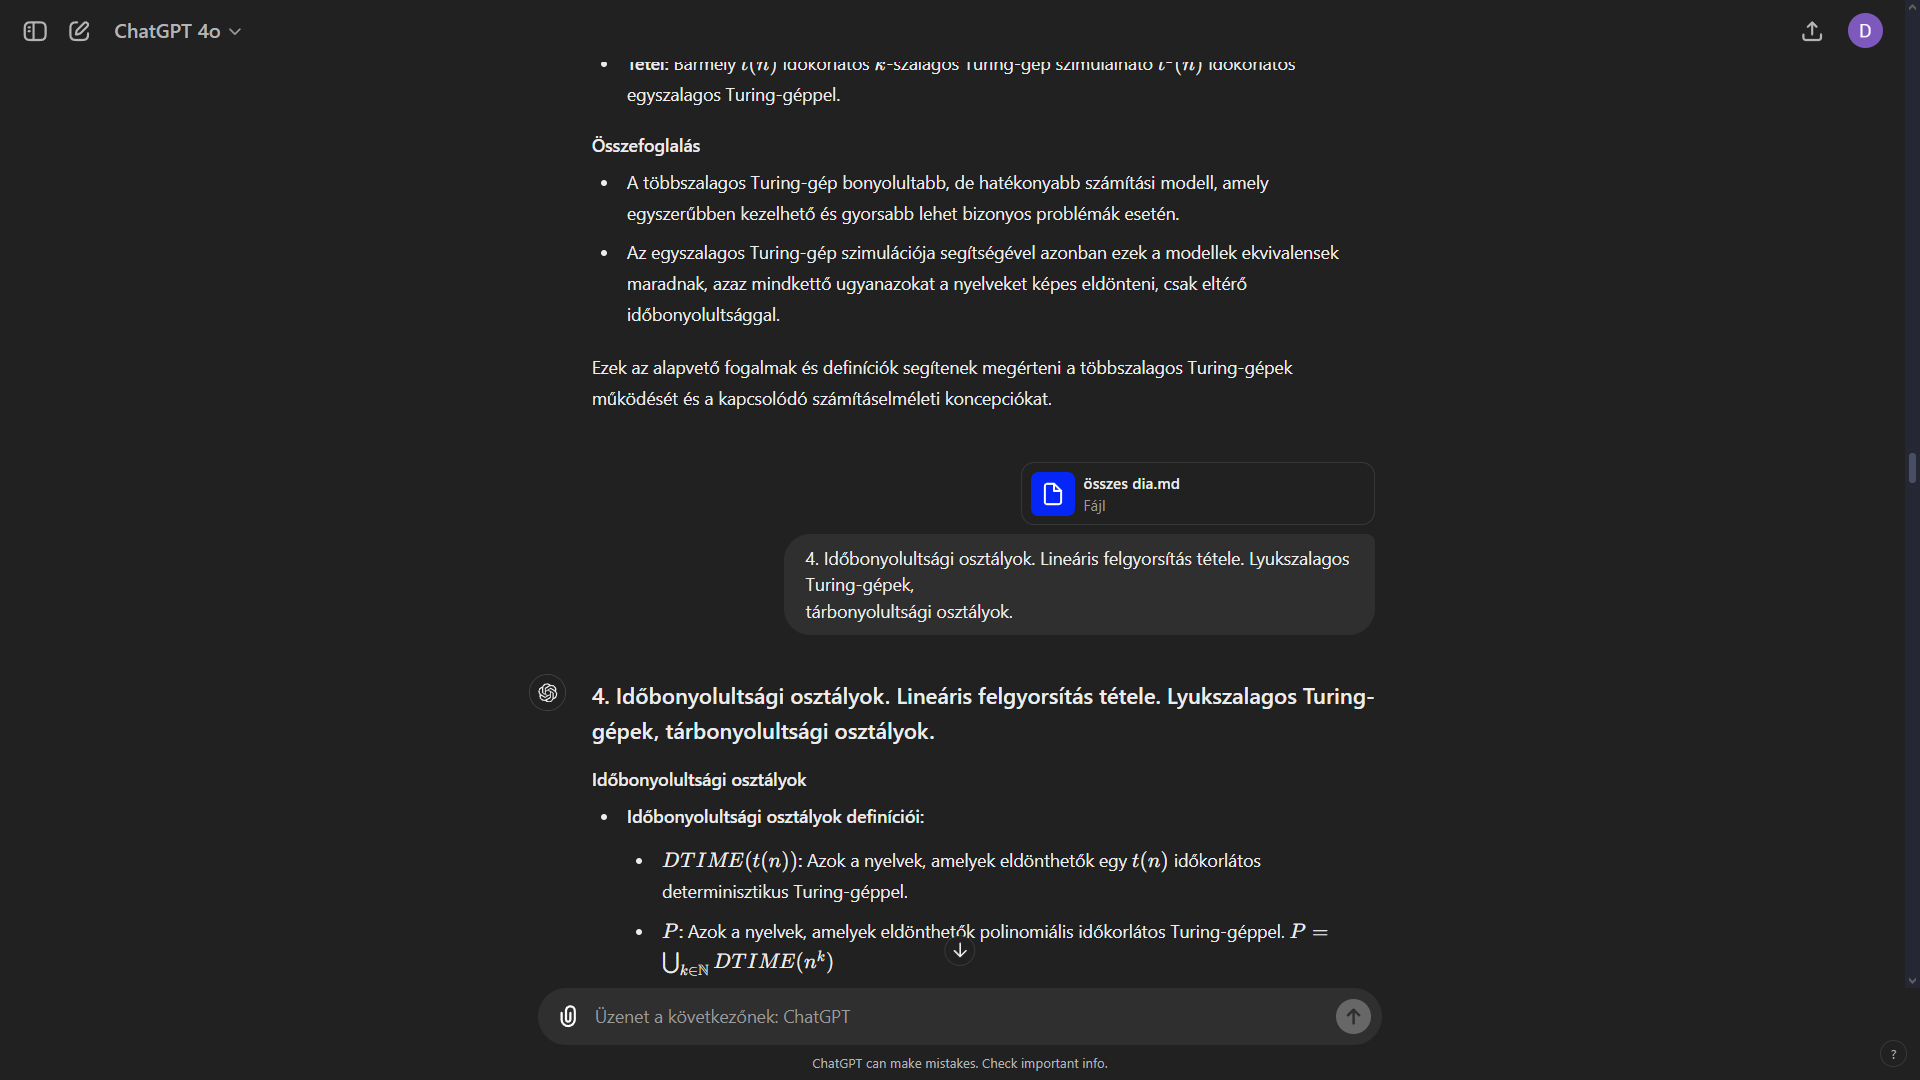 ChatGPT 4o
D
Tétel: Bármely t(n) időkorlátos k-szalagos Turing-gép szimulálható t²(n) időkorlátos
egyszalagos Turing-géppel.
Összefoglalás
A többszalagos Turing-gép bonyolultabb, de hatékonyabb számítási modell, amely
egyszerűbben kezelhető és gyorsabb lehet bizonyos problémák esetén.
Az egyszalagos Turing-gép szimulációja segítségével azonban ezek a modellek ekvivalensek
maradnak, azaz mindkettő ugyanazokat a nyelveket képes eldönteni, csak eltérő
időbonyolultsággal.
Ezek az alapvető fogalmak és definíciók segítenek megérteni a többszalagos Turing-gépek
működését és a kapcsolódó számításelméleti koncepciókat.
összes dia.md
Fájl
4. Időbonyolultsági osztályok. Lineáris felgyorsítás tétele. Lyukszalagos
Turing-gépek,
tárbonyolultsági osztályok.
4. Időbonyolultsági osztályok. Lineáris felgyorsítás tétele. Lyukszalagos Turing-
gépek, tárbonyolultsági osztályok.
Időbonyolultsági osztályok
Időbonyolultsági osztályok definíciói:
DTIME(t(n)): Azok a nyelvek, amelyek eldönthetők egy t(n) időkorlátos
determinisztikus Turing-géppel.
P: Azok a nyelvek, amelyek eldönthetők polinomiális időkorlátos Turing-géppel. P =
⋃k∈ℕ DTIME(nᵏ)
Üzenet a következőnek: ChatGPT
ChatGPT can make mistakes. Check important info.
?